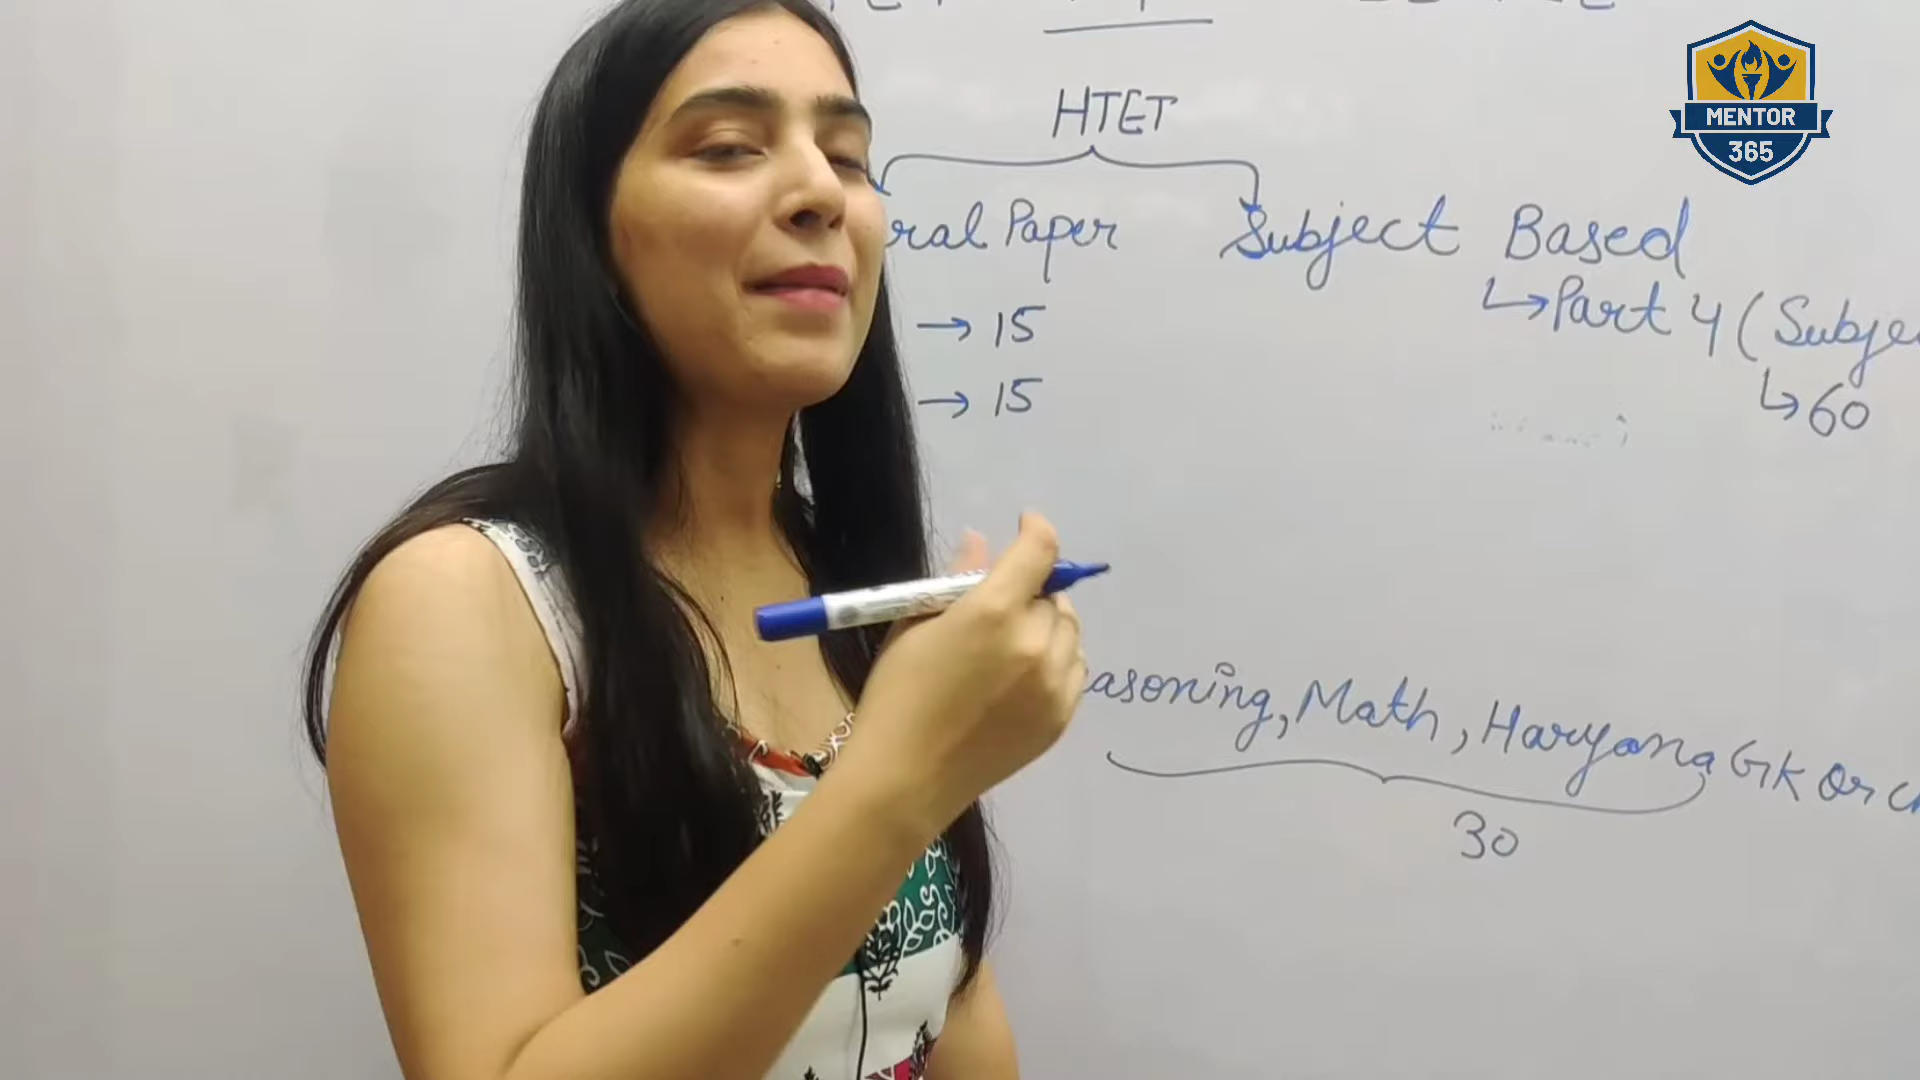 HTET
MENTOR
365
ral Paper
Subject Based
→ 15
↳ Part 4 (Subje
→ 15
↳ 60
asoning, Math, Haryana GK or
30